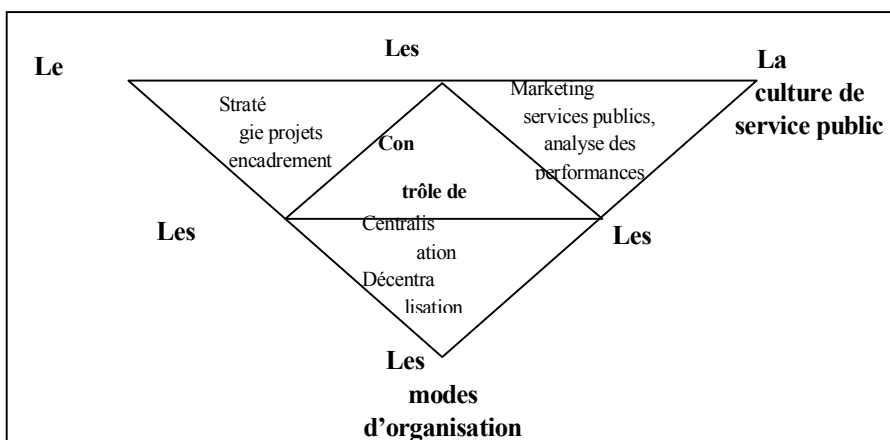 Les
Le
La
culture de
service public
Straté
gie projets
encadrement
Marketing
services publics,
analyse des
performances
Con
trôle de
Les
Les
Centralis
ation
Décentra
lisation
Les
modes
d’organisation